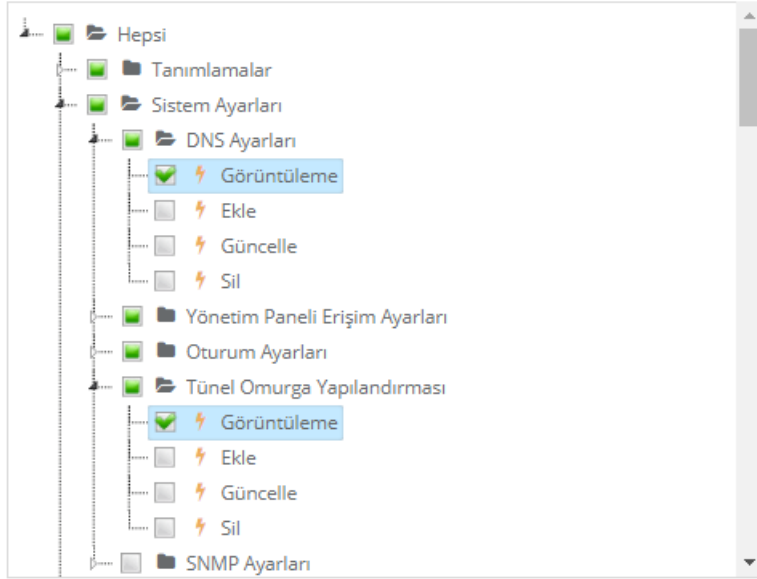 Hepsi
Tanımlamalar
Sistem Ayarları
DNS Ayarları
Görüntüleme
Ekle
Güncelle
Sil
Yönetim Paneli Erişim Ayarları
Oturum Ayarları
Tünel Omurga Yapılandırması
Görüntüleme
Ekle
Güncelle
Sil
SNMP Ayarları